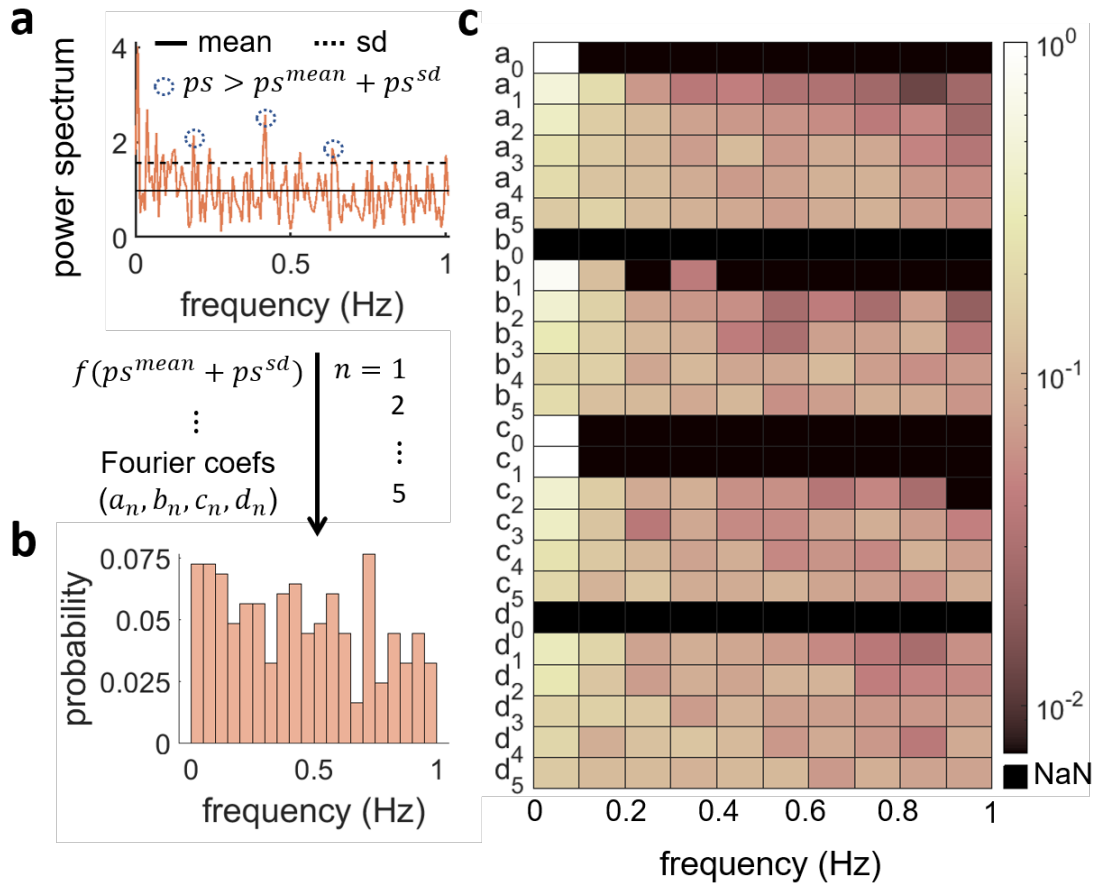 a
power spectrum
4
2
0
mean sd
ps > ps^mean + ps^sd
0 0.5 1
frequency (Hz)
f(ps^mean + ps^sd) n = 1
2
⋮ ⋮
Fourier coefs
(a_n, b_n, c_n, d_n) 5
b
probability
0.075
0.05
0.025
0
0 0.5 1
frequency (Hz)
c
a_0
a_1
a_2
a_3
a_4
a_5
b_0
b_1
b_2
b_3
b_4
b_5
c_0
c_1
c_2
c_3
c_4
c_5
d_0
d_1
d_2
d_3
d_4
d_5
0 0.2 0.4 0.6 0.8 1
frequency (Hz)
10^0
10^-1
10^-2
NaN